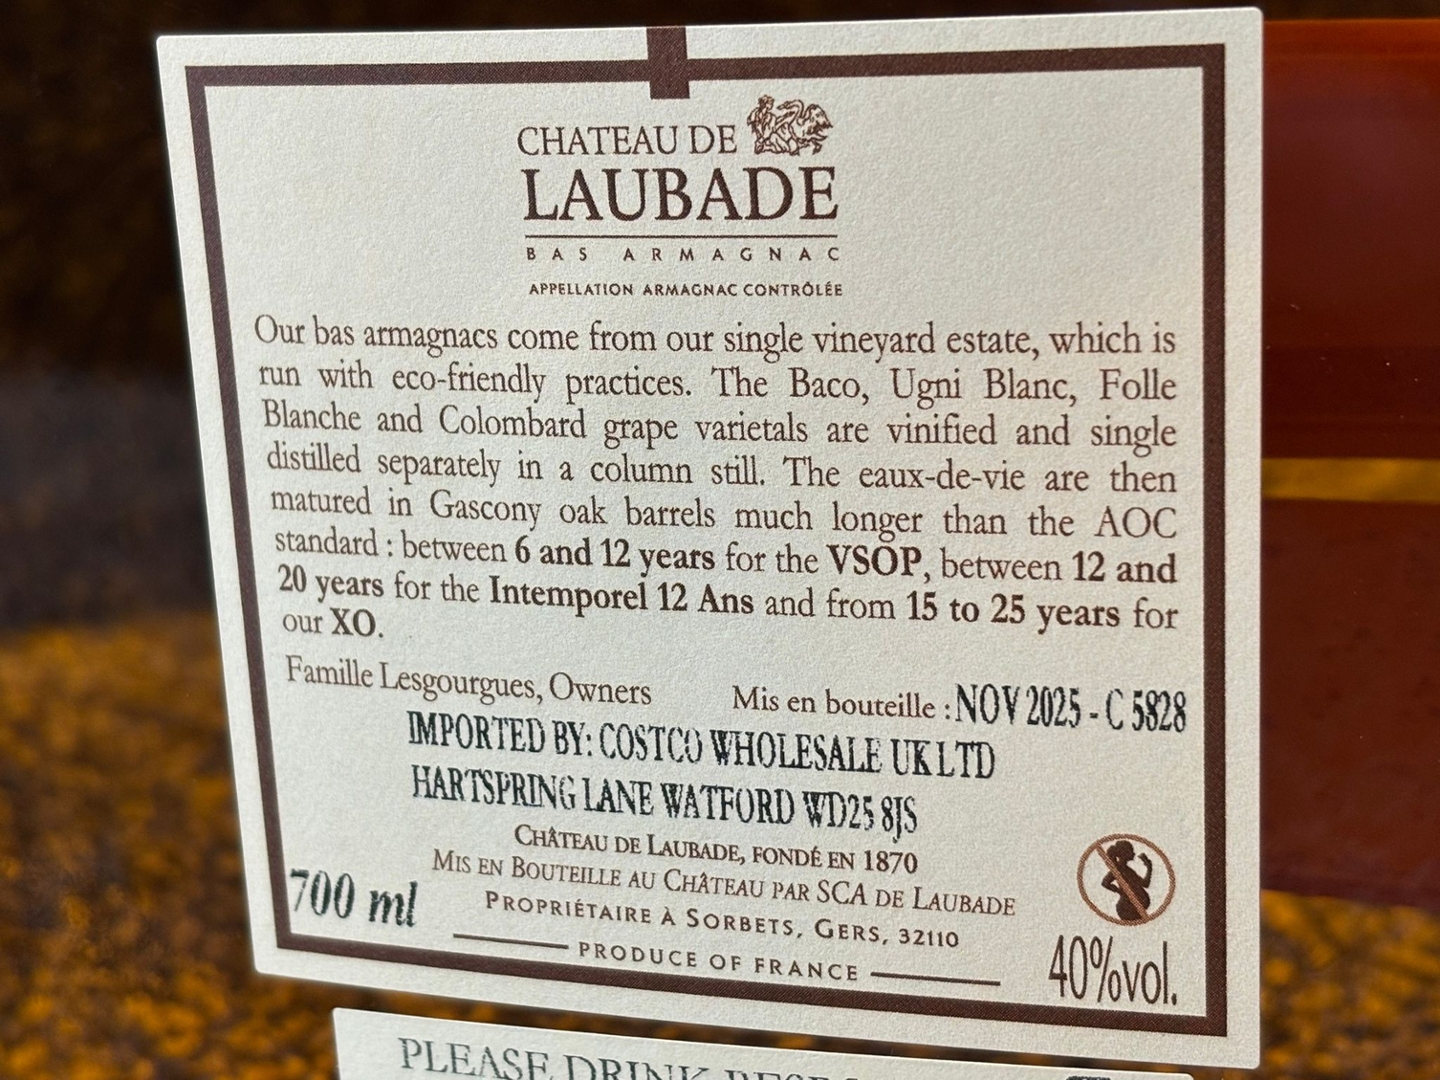 CHATEAU DE
LAUBADE
BAS ARMAGNAC
APPELLATION ARMAGNAC CONTRÔLÉE
Our bas armagnacs come from our single vineyard estate, which is
run with eco-friendly practices. The Baco, Ugni Blanc, Folle
Blanche and Colombard grape varietals are vinified and single
distilled separately in a column still. The eaux-de-vie are then
matured in Gascony oak barrels much longer than the AOC
standard : between 6 and 12 years for the VSOP, between 12 and
20 years for the Intemporel 12 Ans and from 15 to 25 years for
our XO.
Famille Lesgourgues, Owners Mis en bouteille : NOV 2025 - C 5828
IMPORTED BY: COSTCO WHOLESALE UK LTD
HARTSPRING LANE WATFORD WD25 8JS
CHÂTEAU DE LAUBADE, FONDÉ EN 1870
MIS EN BOUTEILLE AU CHÂTEAU PAR SCA DE LAUBADE
PROPRIÉTAIRE À SORBETS, GERS, 32110
700 ml
PRODUCE OF FRANCE
40%vol.
PLEASE DRINK